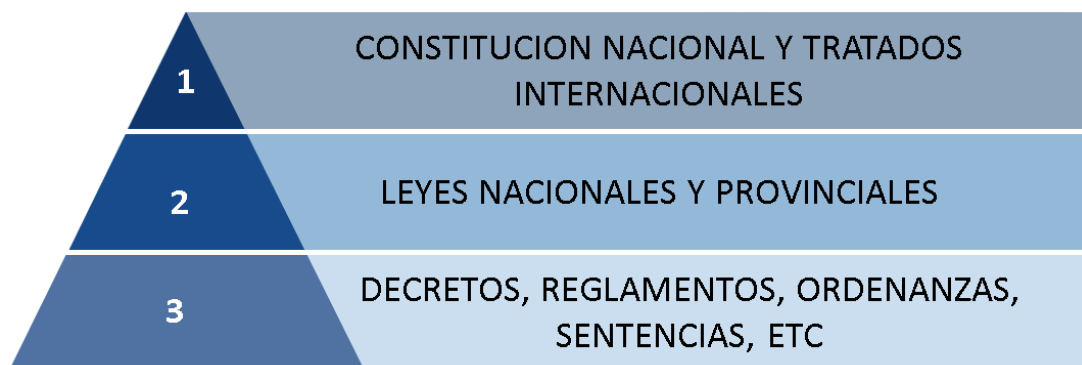 1
CONSTITUCION NACIONAL Y TRATADOS
INTERNACIONALES
2
LEYES NACIONALES Y PROVINCIALES
3
DECRETOS, REGLAMENTOS, ORDENANZAS,
SENTENCIAS, ETC